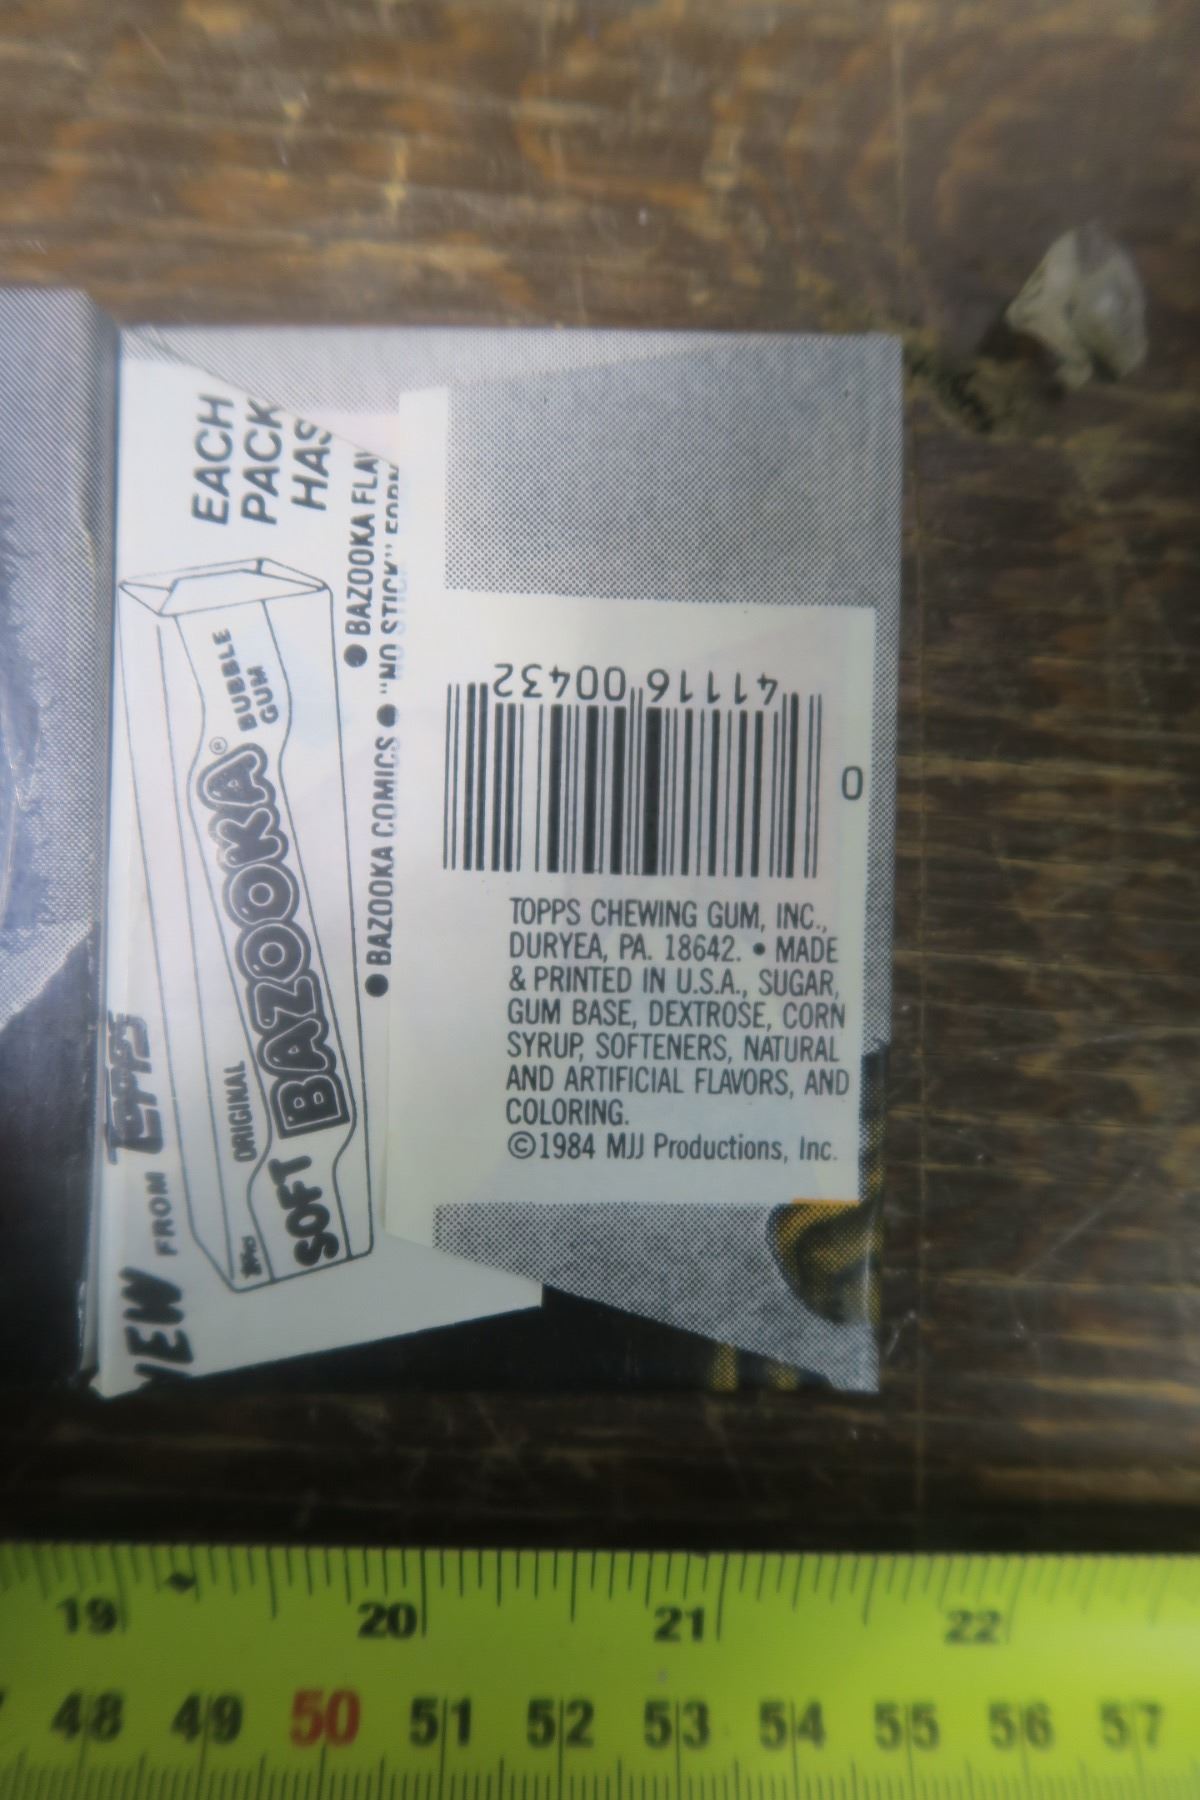 EACH
PACK
HAS
● BAZOOKA FLA
● BAZOOKA COMICS ● "NO STICK" FORM
BUBBLE
GUM
ORIGINAL
SOFT BAZOOKA®
Topps
NEW FROM Topps
41116 00432
0
TOPPS CHEWING GUM, INC.,
DURYEA, PA. 18642. • MADE
& PRINTED IN U.S.A., SUGAR,
GUM BASE, DEXTROSE, CORN
SYRUP, SOFTENERS, NATURAL
AND ARTIFICIAL FLAVORS, AND
COLORING.
©1984 MJJ Productions, Inc.
19 20 21 22
48 49 50 51 52 53 54 55 56 57